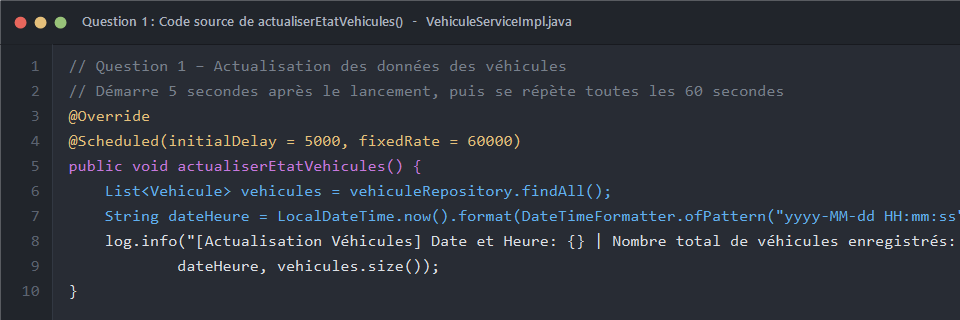 Question 1 : Code source de actualiserEtatVehicules() - VehiculeServiceImpl.java
1 // Question 1 – Actualisation des données des véhicules
2 // Démarre 5 secondes après le lancement, puis se répète toutes les 60 secondes
3 @Override
4 @Scheduled(initialDelay = 5000, fixedRate = 60000)
5 public void actualiserEtatVehicules() {
6 List<Vehicule> vehicules = vehiculeRepository.findAll();
7 String dateHeure = LocalDateTime.now().format(DateTimeFormatter.ofPattern("yyyy-MM-dd HH:mm:ss"
8 log.info("[Actualisation Véhicules] Date et Heure: {} | Nombre total de véhicules enregistrés:
9 dateHeure, vehicules.size());
10 }